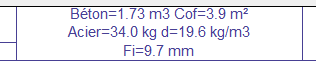 Béton=1.73 m3 Cof=3.9 m²
Acier=34.0 kg d=19.6 kg/m3
Fi=9.7 mm